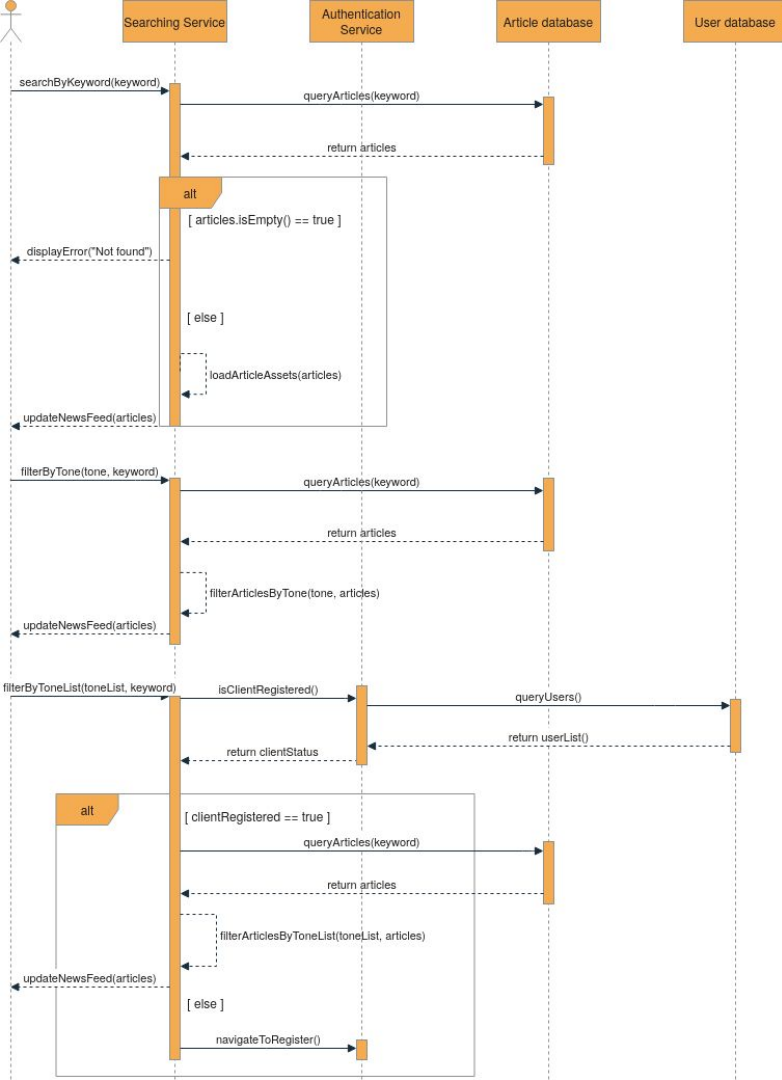 Searching Service
Authentication
Service
Article database
User database
searchByKeyword(keyword)
queryArticles(keyword)
return articles
alt
[ articles.isEmpty() == true ]
displayError("Not found")
[ else ]
loadArticleAssets(articles)
updateNewsFeed(articles)
filterByTone(tone, keyword)
queryArticles(keyword)
return articles
filterArticlesByTone(tone, articles)
updateNewsFeed(articles)
filterByToneList(toneList, keyword)
isClientRegistered()
queryUsers()
return userList()
return clientStatus
alt
[ clientRegistered == true ]
queryArticles(keyword)
return articles
filterArticlesByToneList(toneList, articles)
updateNewsFeed(articles)
[ else ]
navigateToRegister()